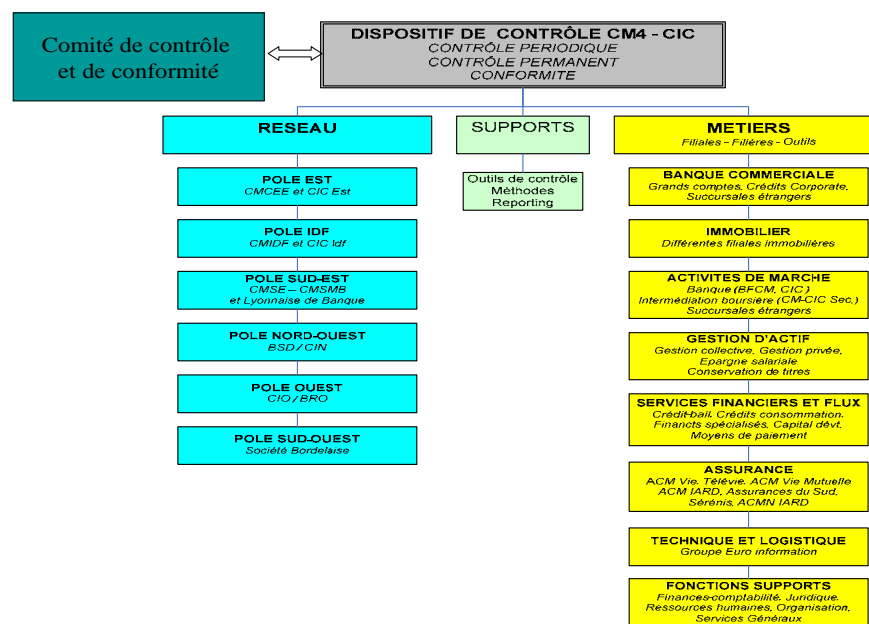 Comité de contrôle
et de conformité
DISPOSITIF DE CONTRÔLE CM4 - CIC
CONTRÔLE PERIODIQUE
CONTRÔLE PERMANENT
CONFORMITE
RESEAU
POLE EST
CMCEE et CIC Est
POLE IDF
CMIDF et CIC Idf
POLE SUD-EST
CMSE – CMSMB
et Lyonnaise de Banque
POLE NORD-OUEST
BSD / CIN
POLE OUEST
CIO / BRO
POLE SUD-OUEST
Société Bordelaise
SUPPORTS
Outils de contrôle
Méthodes
Reporting
METIERS
Filiales – Filières - Outils
BANQUE COMMERCIALE
Grands comptes, Crédits Corporate,
Succursales étrangers
IMMOBILIER
Différentes filiales immobilières
ACTIVITES DE MARCHE
Banque (BFCM, CIC )
Intermédiation boursière (CM-CIC Sec.)
Succursales étrangers
GESTION D'ACTIF
Gestion collective, Gestion privée,
Epargne salariale
Conservation de titres
SERVICES FINANCIERS ET FLUX
Crédit-bail. Crédits consommation.
Financts spécialisés, Capital dévt,
Moyens de paiement
ASSURANCE
ACM Vie. Télévie. ACM Vie Mutuelle
ACM IARD, Assurances du Sud,
Sérénis, ACMN IARD
TECHNIQUE ET LOGISTIQUE
Groupe Euro information
FONCTIONS SUPPORTS
Finances-comptabilité. Juridique.
Ressources humaines, Organisation,
Services Généraux